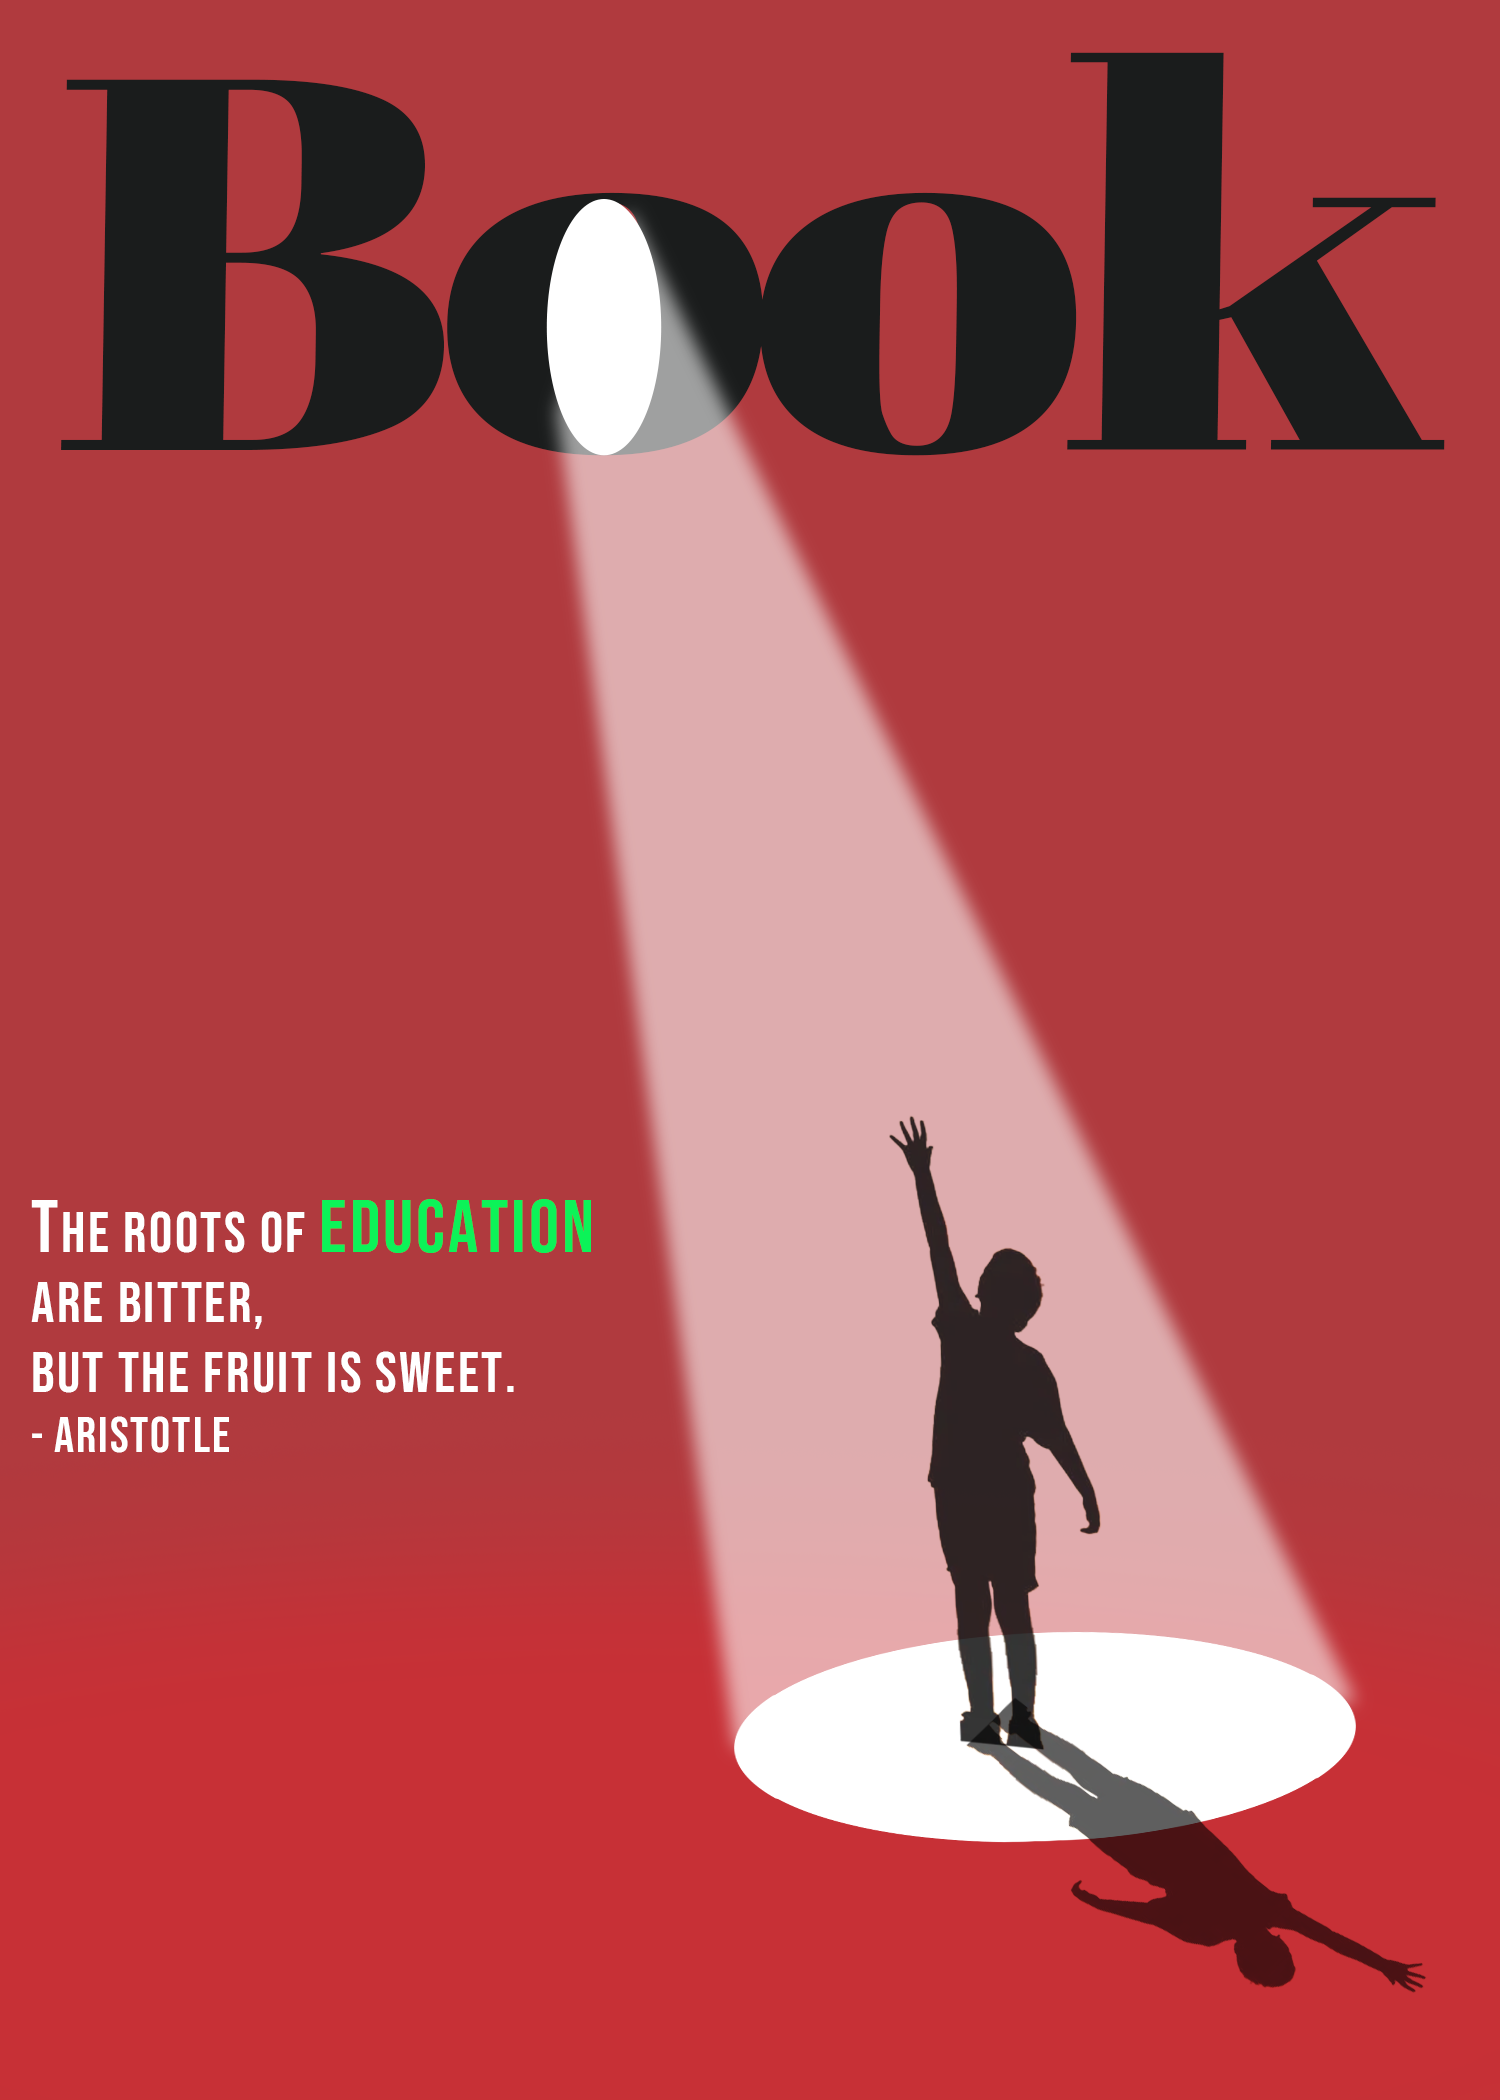 Book
The roots of EDUCATION
are bitter,
but the fruit is sweet.
- Aristotle